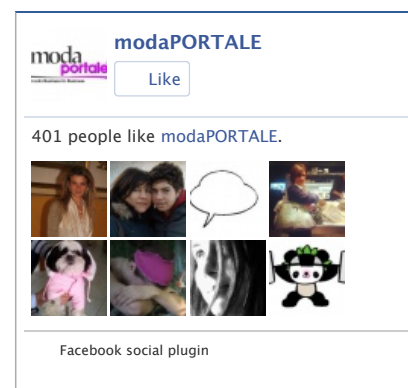 moda
portale
modaPORTALE
Like
401 people like modaPORTALE.
Facebook social plugin